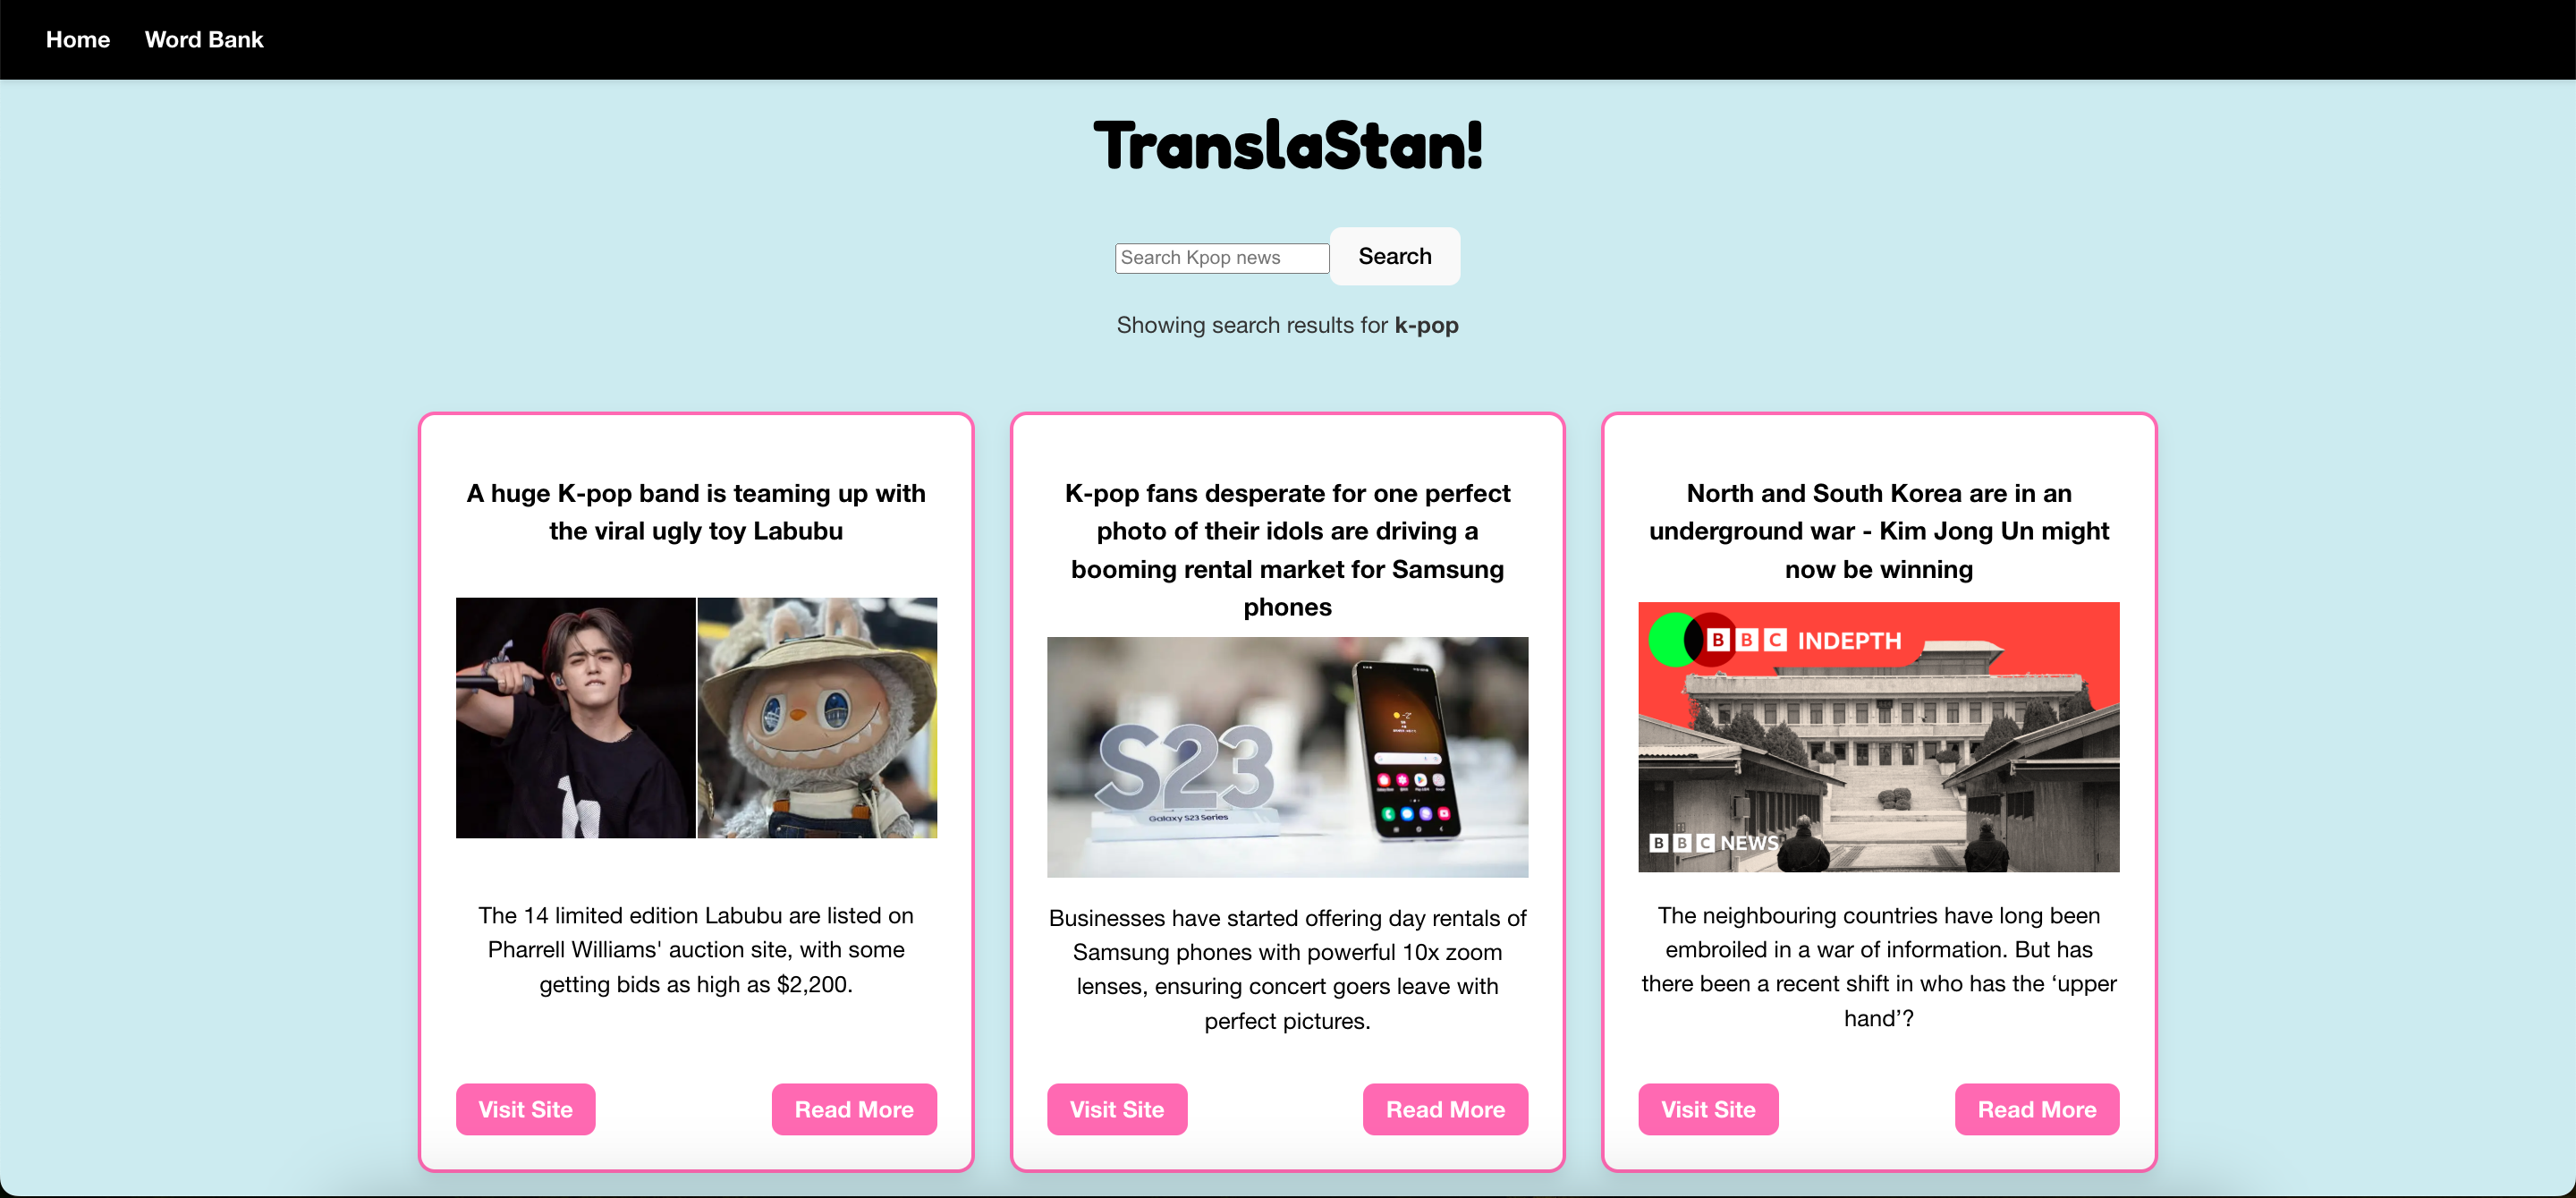 Home Word Bank
TranslaStan!
Search Kpop news Search
Showing search results for k-pop
A huge K-pop band is teaming up with
the viral ugly toy Labubu
The 14 limited edition Labubu are listed on
Pharrell Williams' auction site, with some
getting bids as high as $2,200.
Visit Site Read More
K-pop fans desperate for one perfect
photo of their idols are driving a
booming rental market for Samsung
phones
S23
Galaxy S23 Series
Businesses have started offering day rentals of
Samsung phones with powerful 10x zoom
lenses, ensuring concert goers leave with
perfect pictures.
Visit Site Read More
North and South Korea are in an
underground war - Kim Jong Un might
now be winning
BBC INDEPTH
BBC NEWS
The neighbouring countries have long been
embroiled in a war of information. But has
there been a recent shift in who has the ‘upper
hand’?
Visit Site Read More